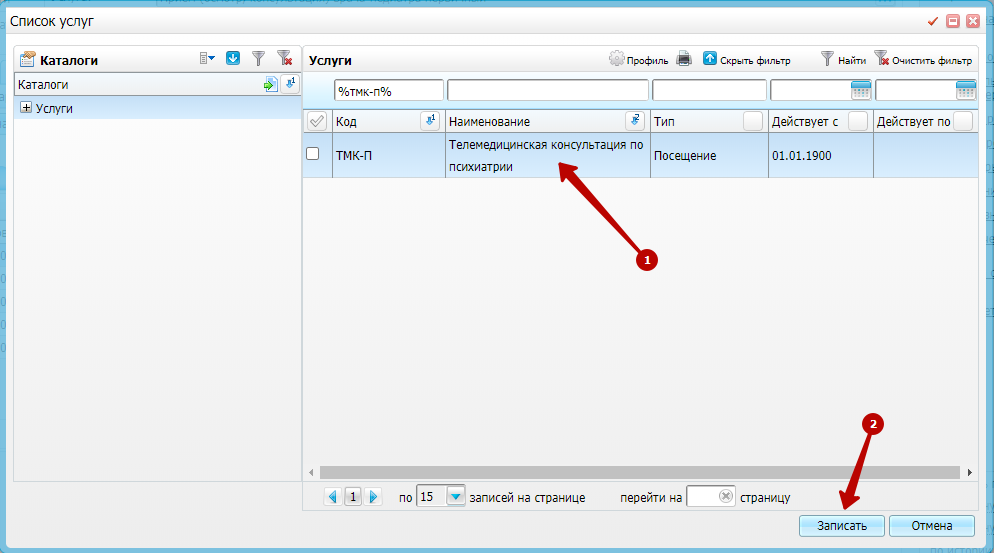 Список услуг
Каталоги
Каталоги
Услуги
Услуги
Профиль Скрыть фильтр Найти Очистить фильтр
%тмк-п%
Код Наименование Тип Действует с Действует по
ТМК-П Телемедицинская консультация по психиатрии Посещение 01.01.1900
1
2
1 по 15 записей на странице перейти на страницу
Записать Отмена